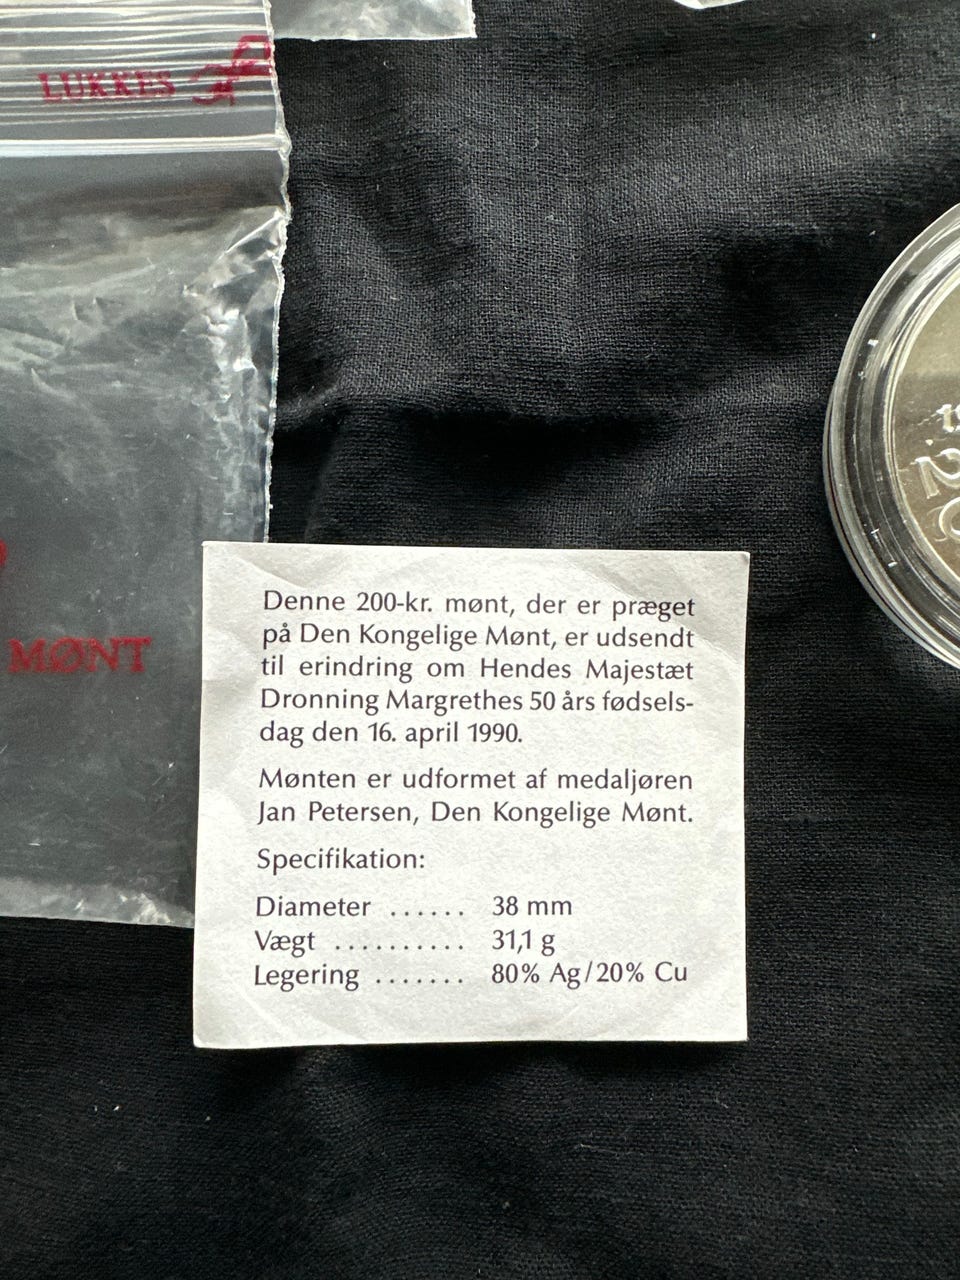 LUKKES
MØNT
Denne 200-kr. mønt, der er præget
på Den Kongelige Mønt, er udsendt
til erindring om Hendes Majestæt
Dronning Margrethes 50 års fødsels-
dag den 16. april 1990.
Mønten er udformet af medaljøren
Jan Petersen, Den Kongelige Mønt.
Specifikation:
Diameter ...... 38 mm
Vægt .......... 31,1 g
Legering ....... 80% Ag/20% Cu